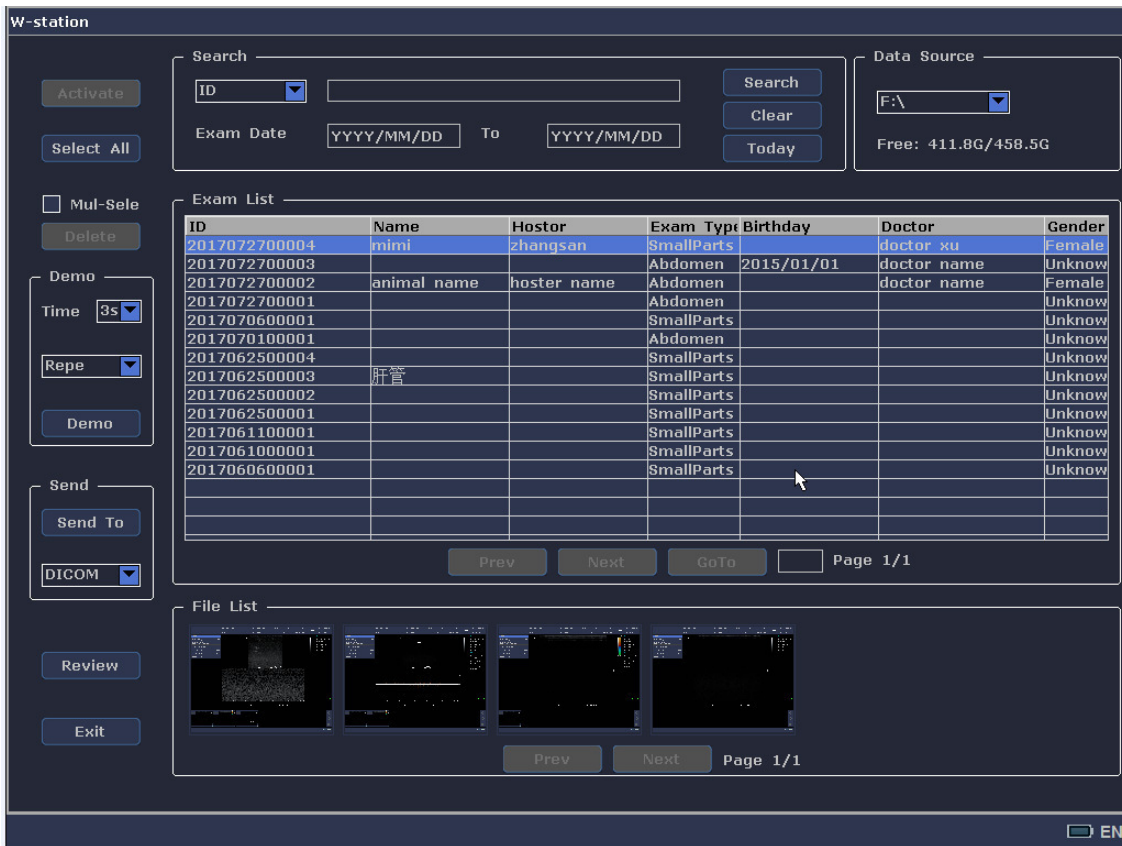 W-station
Search
Data Source
Activate
ID
Search
F:\
Clear
Exam Date YYYY/MM/DD To YYYY/MM/DD
Select All
Today
Free: 411.8G/458.5G
Mul-Sele
Exam List
Delete
ID Name Hostor Exam Type Birthday Doctor Gender
2017072700004 mimi zhangsan SmallParts doctor xu Female
2017072700003 Abdomen 2015/01/01 doctor name Unknow
2017072700002 animal name hoster name Abdomen doctor name Female
2017072700001 Abdomen Unknow
2017070600001 SmallParts Unknow
2017070100001 Abdomen Unknow
2017062500004 SmallParts Unknow
2017062500003 肝管 SmallParts Unknow
2017062500002 SmallParts Unknow
2017062500001 SmallParts Unknow
2017061100001 SmallParts Unknow
2017061000001 SmallParts Unknow
2017060600001 SmallParts Unknow
Demo
Time 3s
Repe
Demo
Send
Send To
DICOM
Prev Next GoTo Page 1/1
File List
Review
Exit
Prev Next Page 1/1
EN